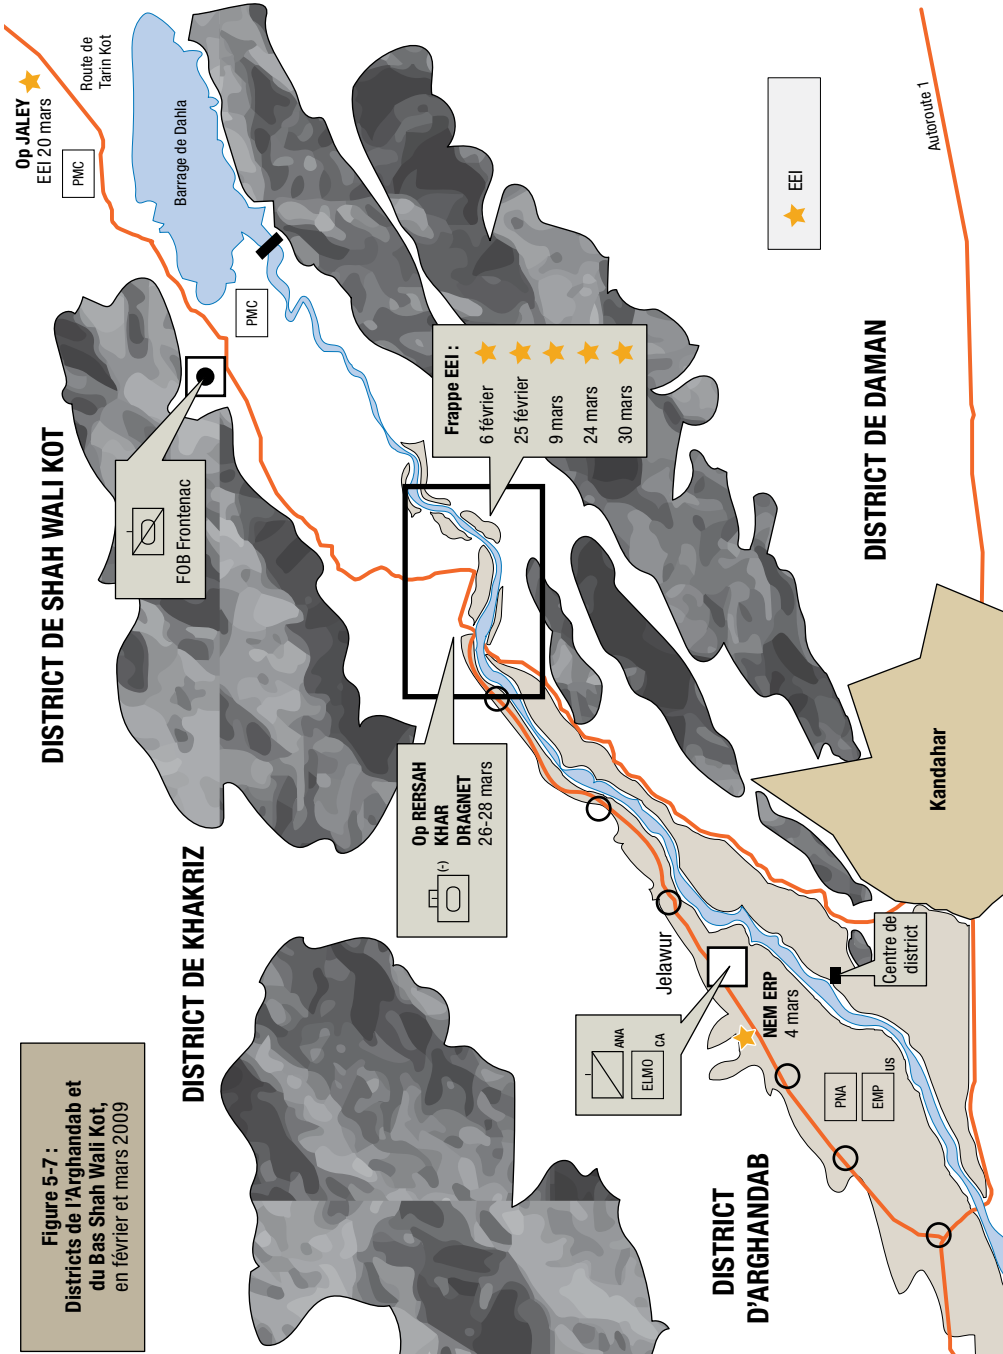 Figure 5-7 :
Districts de l'Arghandab et
du Bas Shah Wali Kot,
en février et mars 2009
DISTRICT DE KHAKRIZ
DISTRICT DE SHAH WALI KOT
Op JALEY
EEI 20 mars
PMC
Route de
Tarin Kot
Barrage de Dahla
PMC
FOB Frontenac
Frappe EEI :
6 février
25 février
9 mars
24 mars
30 mars
Op RERSAH
KHAR
DRAGNET
26-28 mars
(-)
Jelawur
ANA
ELMO
CA
NEM ERP
4 mars
PNA
EMP
US
Centre de
district
DISTRICT
D'ARGHANDAB
Kandahar
DISTRICT DE DAMAN
EEI
Autoroute 1